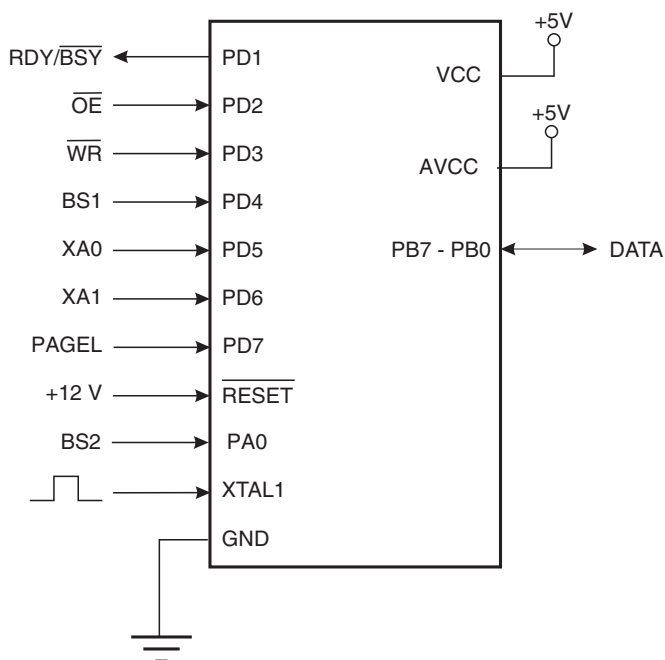 +5V
RDY/BSY PD1
VCC
OE PD2
+5V
WR PD3
AVCC
BS1 PD4
XA0 PD5 PB7 - PB0 DATA
XA1 PD6
PAGEL PD7
+12 V RESET
BS2 PA0
XTAL1
GND